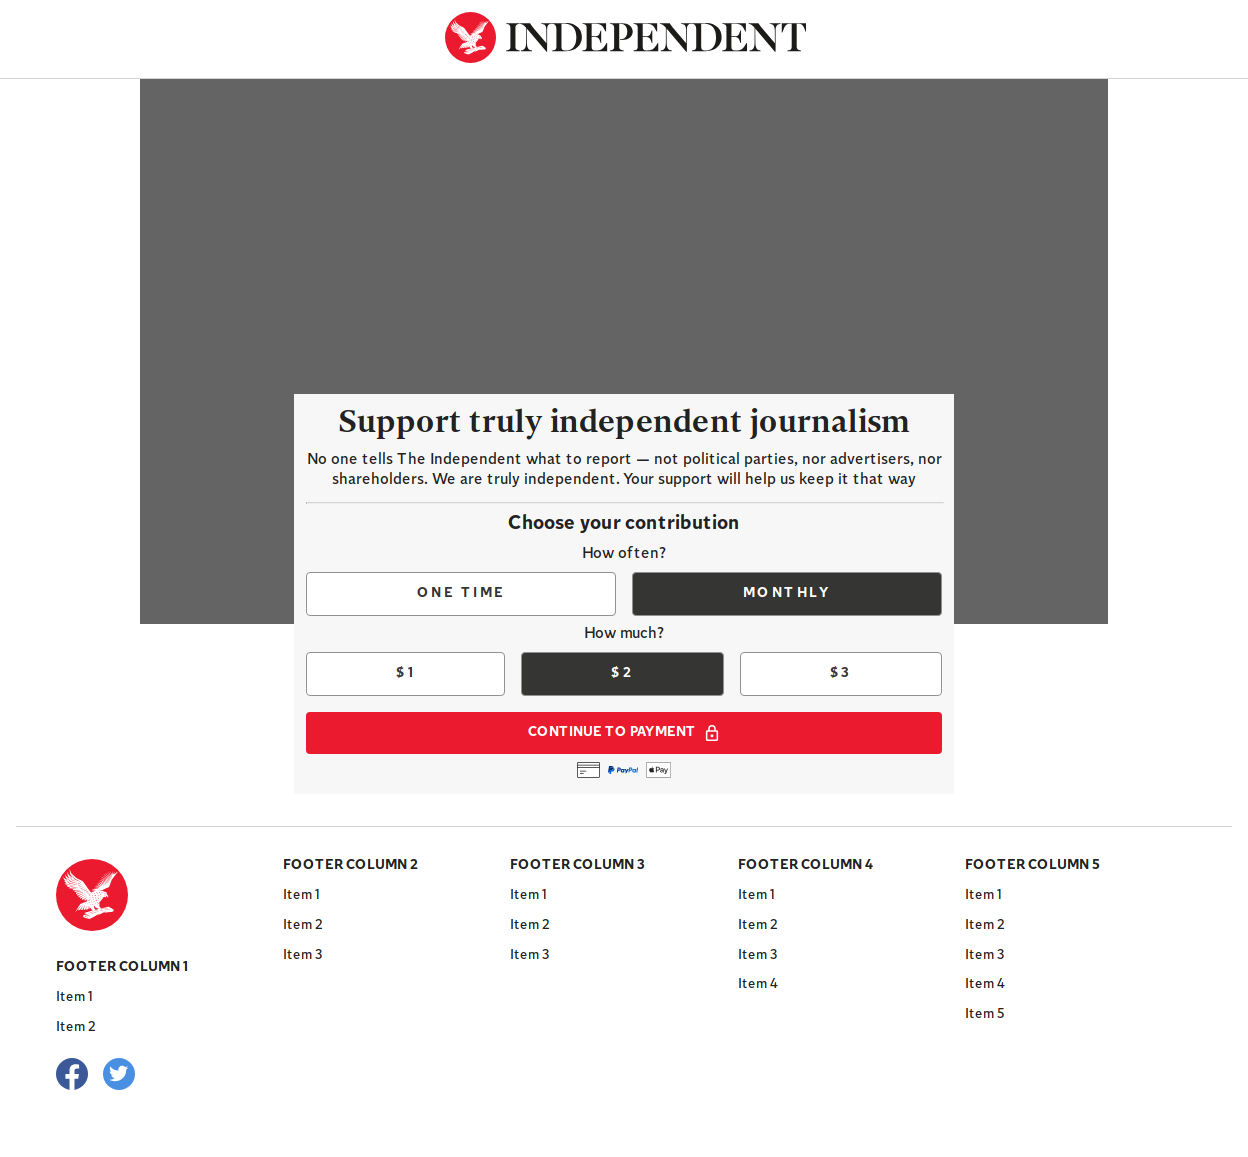 INDEPENDENT
Support truly independent journalism
No one tells The Independent what to report — not political parties, nor advertisers, nor
shareholders. We are truly independent. Your support will help us keep it that way
Choose your contribution
How often?
ONE TIME
MONTHLY
How much?
$1
$2
$3
CONTINUE TO PAYMENT
PayPal
Pay
FOOTER COLUMN 1
Item 1
Item 2
FOOTER COLUMN 2
Item 1
Item 2
Item 3
FOOTER COLUMN 3
Item 1
Item 2
Item 3
FOOTER COLUMN 4
Item 1
Item 2
Item 3
Item 4
FOOTER COLUMN 5
Item 1
Item 2
Item 3
Item 4
Item 5